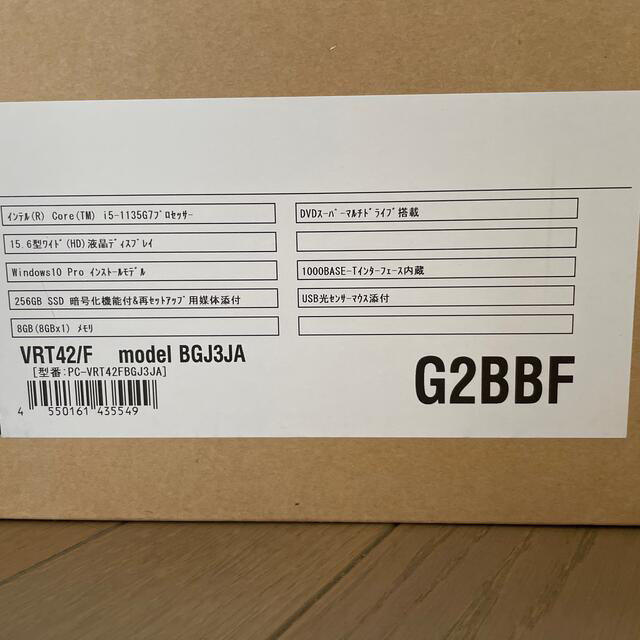 インテル(R) Core(TM) i5-1135G7ﾌﾟﾛｾｯｻｰ
15.6型ﾜｲﾄﾞ(HD)液晶ﾃﾞｨｽﾌﾟﾚｲ
Windows10 Pro ｲﾝｽﾄｰﾙﾓﾃﾞﾙ
256GB SSD 暗号化機能付&再ｾｯﾄｱｯﾌﾟ用媒体添付
8GB(8GBx1) ﾒﾓﾘ
DVDｽｰﾊﾟｰﾏﾙﾁﾄﾞﾗｲﾌﾞ搭載
1000BASE-Tｲﾝﾀｰﾌｪｰｽ内蔵
USB光ｾﾝｻｰﾏｳｽ添付
VRT42/F model BGJ3JA
[型番:PC-VRT42FBGJ3JA]
4 550161 435549
G2BBF